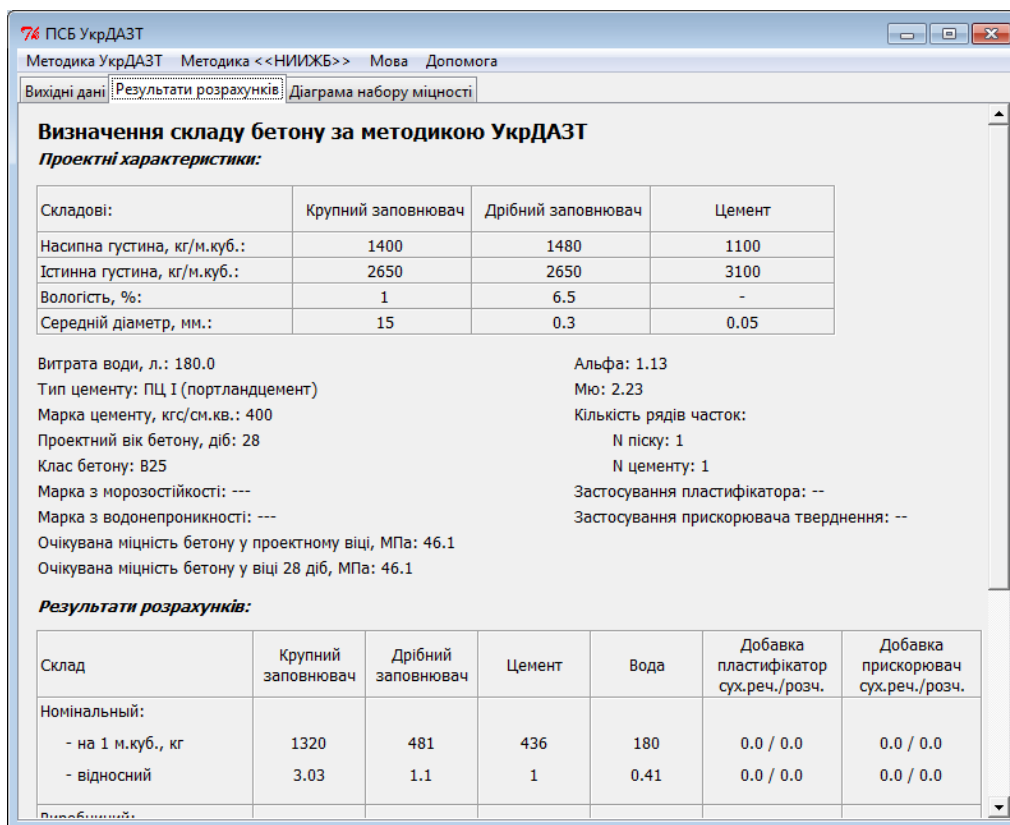 ПСБ УкрДАЗТ
Методика УкрДАЗТ Методика <<НИИЖБ>> Мова Допомога
Вихідні дані Результати розрахунків Діаграма набору міцності
Визначення складу бетону за методикою УкрДАЗТ
Проектні характеристики:
Складові: Крупний заповнювач Дрібний заповнювач Цемент
Насипна густина, кг/м.куб.: 1400 1480 1100
Істинна густина, кг/м.куб.: 2650 2650 3100
Вологість, %: 1 6.5 -
Середній діаметр, мм.: 15 0.3 0.05
Витрата води, л.: 180.0 Альфа: 1.13
Тип цементу: ПЦ I (портландцемент) Мю: 2.23
Марка цементу, кгс/см.кв.: 400 Кількість рядів часток:
Проектний вік бетону, діб: 28 N піску: 1
Клас бетону: В25 N цементу: 1
Марка з морозостійкості: --- Застосування пластифікатора: --
Марка з водонепроникності: --- Застосування прискорювача тверднення: --
Очікувана міцність бетону у проектному віці, МПа: 46.1
Очікувана міцність бетону у віці 28 діб, МПа: 46.1
Результати розрахунків:
Склад Крупний заповнювач Дрібний заповнювач Цемент Вода Добавка пластифікатор сух.реч./розч. Добавка прискорювач сух.реч./розч.
Номінальный:
- на 1 м.куб., кг 1320 481 436 180 0.0 / 0.0 0.0 / 0.0
- відносний 3.03 1.1 1 0.41 0.0 / 0.0 0.0 / 0.0